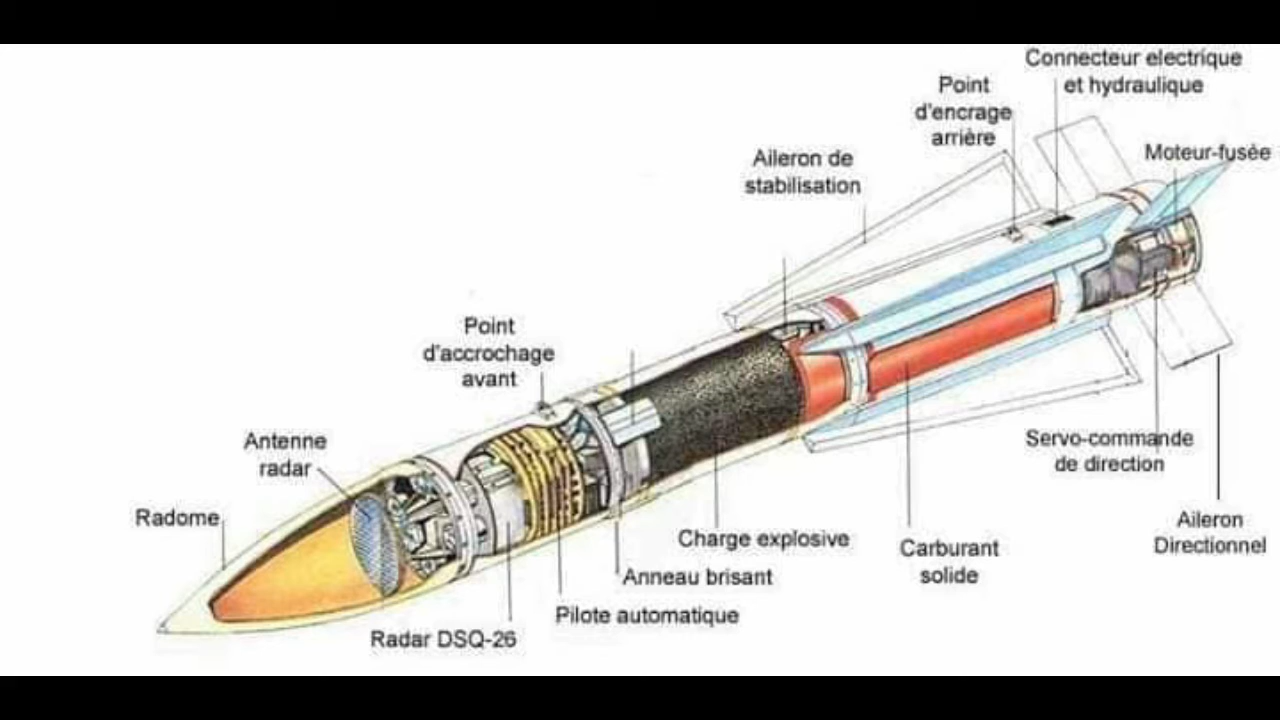 Connecteur electrique
et hydraulique
Point
d'encrage
arrière
Moteur-fusée
Aileron de
stabilisation
Point
d'accrochage
avant
Antenne
radar
Radome
Servo-commande
de direction
Aileron
Directionnel
Charge explosive
Carburant
solide
Anneau brisant
Pilote automatique
Radar DSQ-26